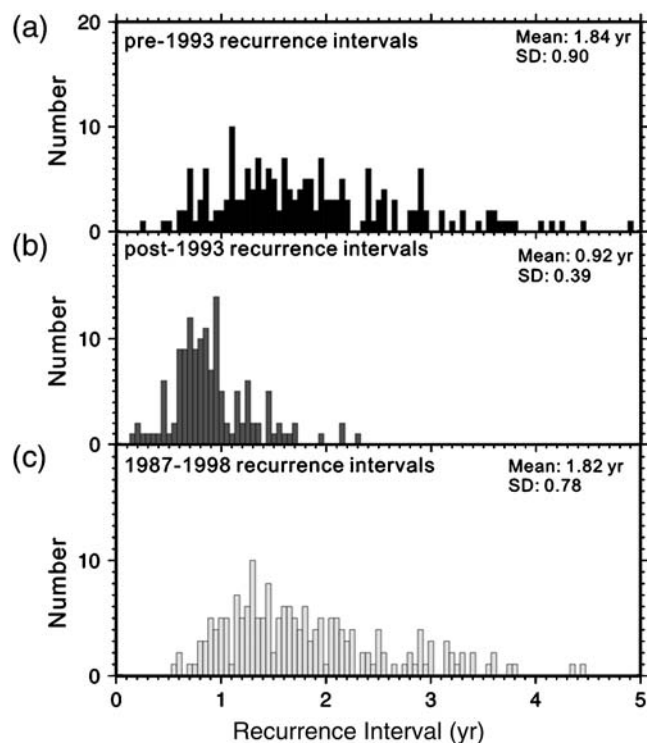 (a)
20
pre-1993 recurrence intervals
Mean: 1.84 yr
SD: 0.90
Number
10
0
(b)
post-1993 recurrence intervals
Mean: 0.92 yr
SD: 0.39
Number
10
0
(c)
1987-1998 recurrence intervals
Mean: 1.82 yr
SD: 0.78
Number
10
0
0 1 2 3 4 5
Recurrence Interval (yr)